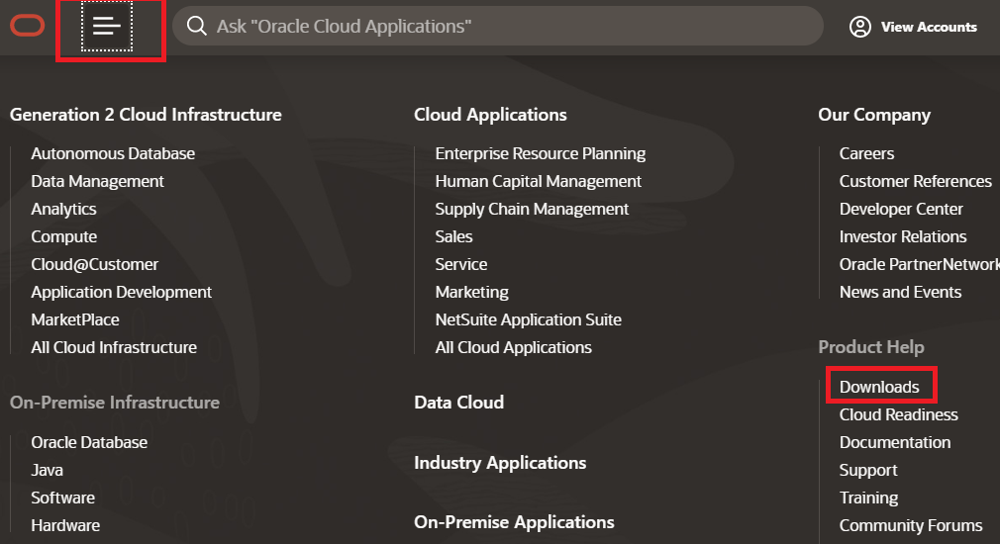 Ask "Oracle Cloud Applications"
View Accounts
Generation 2 Cloud Infrastructure
Autonomous Database
Data Management
Analytics
Compute
Cloud@Customer
Application Development
MarketPlace
All Cloud Infrastructure
On-Premise Infrastructure
Oracle Database
Java
Software
Hardware
Cloud Applications
Enterprise Resource Planning
Human Capital Management
Supply Chain Management
Sales
Service
Marketing
NetSuite Application Suite
All Cloud Applications
Data Cloud
Industry Applications
On-Premise Applications
Our Company
Careers
Customer References
Developer Center
Investor Relations
Oracle PartnerNetwork
News and Events
Product Help
Downloads
Cloud Readiness
Documentation
Support
Training
Community Forums